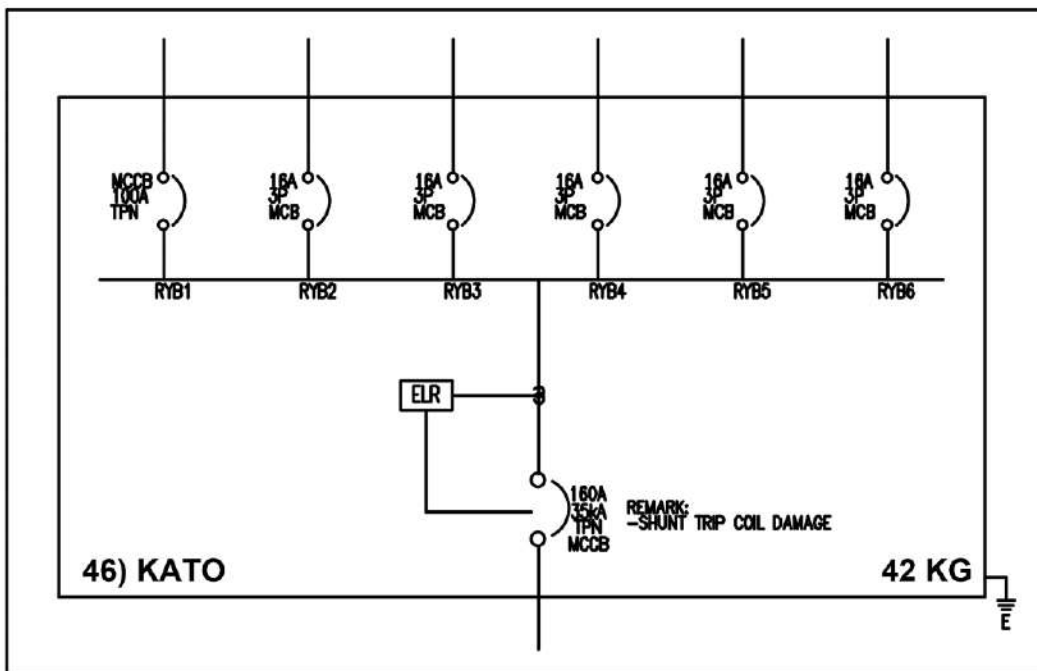 MCCB
100A
TPN
16A
3P
MCB
16A
3P
MCB
16A
3P
MCB
16A
3P
MCB
16A
3P
MCB
RYB1
RYB2
RYB3
RYB4
RYB5
RYB6
ELR
160A
35kA
TPN
MCCB
REMARK:
-SHUNT TRIP COIL DAMAGE
46) KATO
42 KG
E